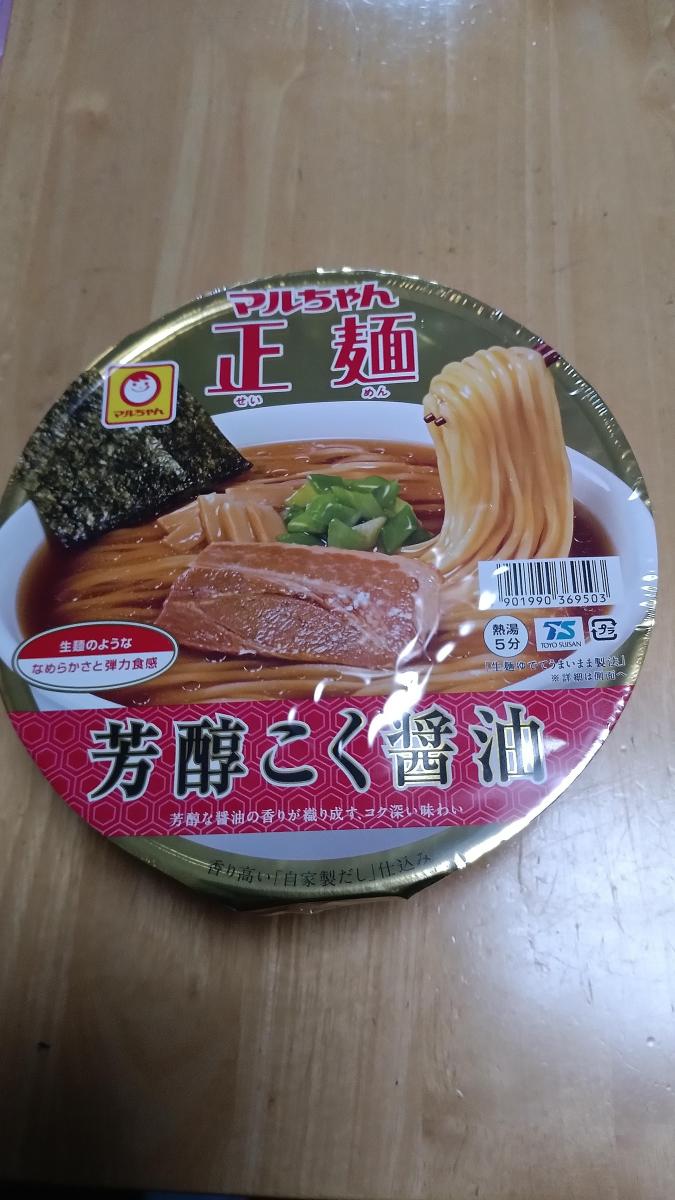 マルちゃん
正麺
せい めん
マルちゃん
901990 369503
熱湯
5分
TS
TOYO SUISAN
プラ
「生麺ゆでてうまいまま製法」
※詳細は側面へ
生麺のような
なめらかさと弾力食感
芳醇こく醤油
芳醇な醤油の香りが織り成す、コク深い味わい
香り高い「自家製だし」仕込み